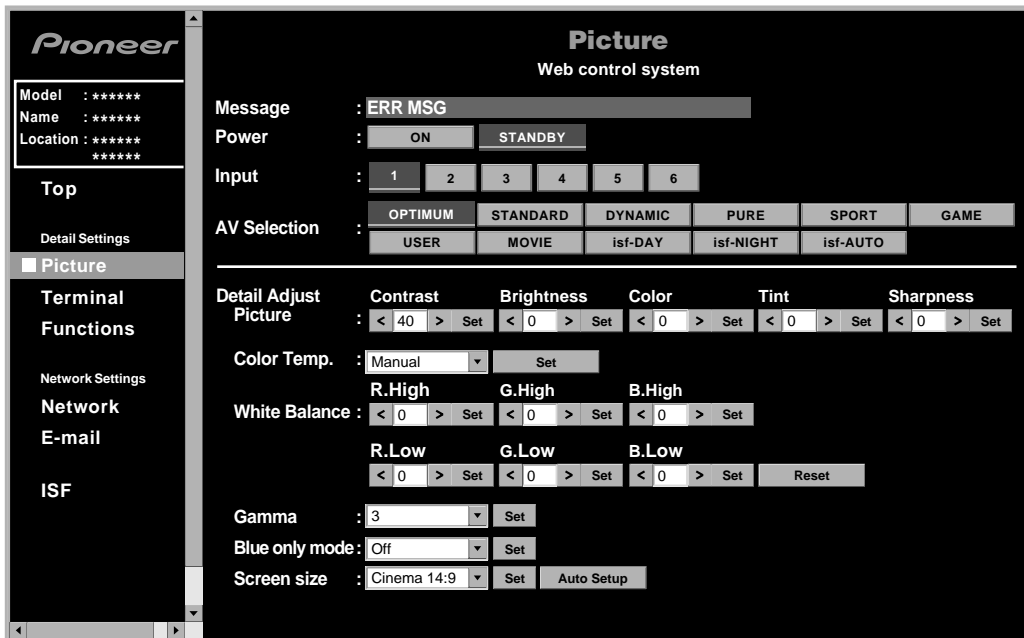 Pioneer
Model : ******
Name : ******
Location : ******
******
Top
Detail Settings
Picture
Terminal
Functions
Network Settings
Network
E-mail
ISF
Picture
Web control system
Message : ERR MSG
Power : ON STANDBY
Input : 1 2 3 4 5 6
AV Selection : OPTIMUM STANDARD DYNAMIC PURE SPORT GAME
USER MOVIE isf-DAY isf-NIGHT isf-AUTO
Detail Adjust Contrast Brightness Color Tint Sharpness
Picture : < 40 > Set < 0 > Set < 0 > Set < 0 > Set < 0 > Set
Color Temp. : Manual Set
R.High G.High B.High
White Balance : < 0 > Set < 0 > Set < 0 > Set
R.Low G.Low B.Low
< 0 > Set < 0 > Set < 0 > Set Reset
Gamma : 3 Set
Blue only mode : Off Set
Screen size : Cinema 14:9 Set Auto Setup